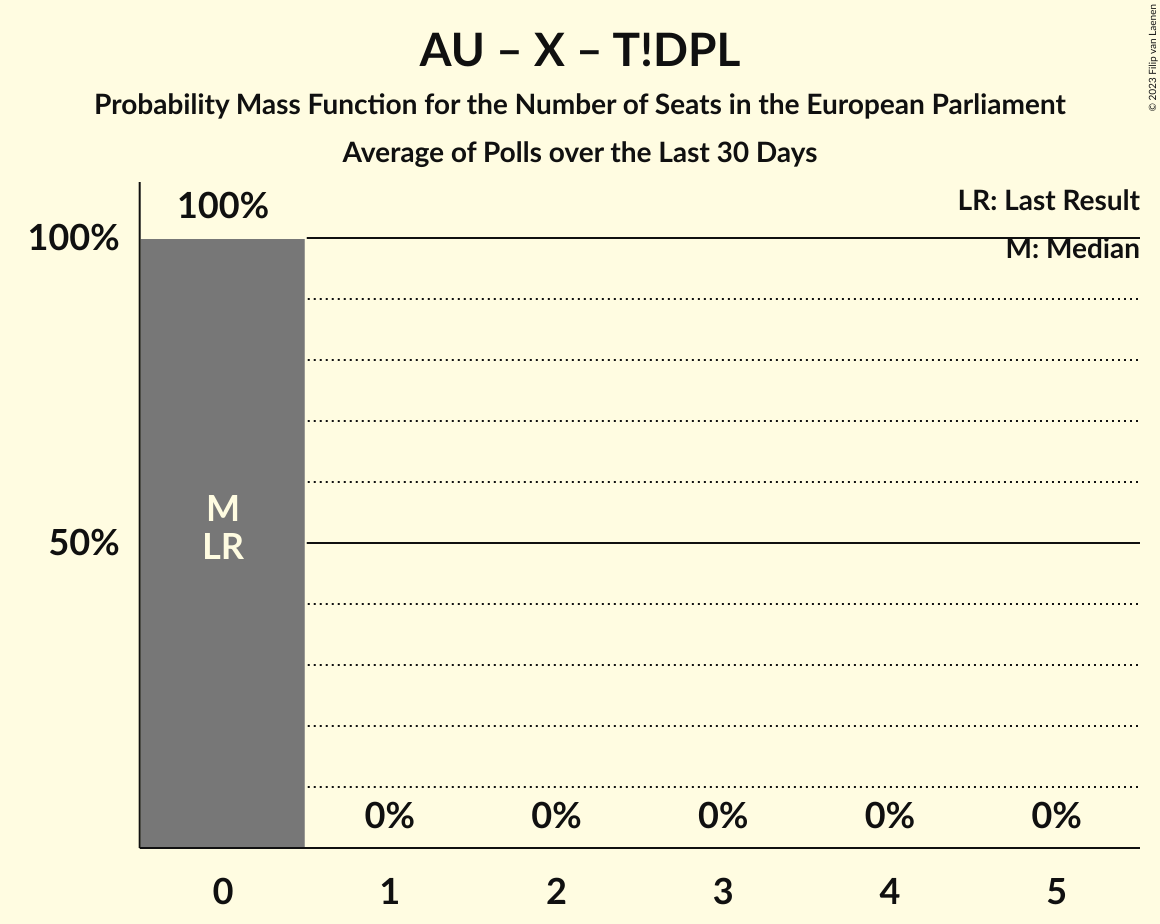 AU – X – T!DPL
Probability Mass Function for the Number of Seats in the European Parliament
Average of Polls over the Last 30 Days
© 2023 Filip van Laenen
LR: Last Result
M: Median
100%
100%
50%
M
LR
0% 0% 0% 0% 0%
0 1 2 3 4 5